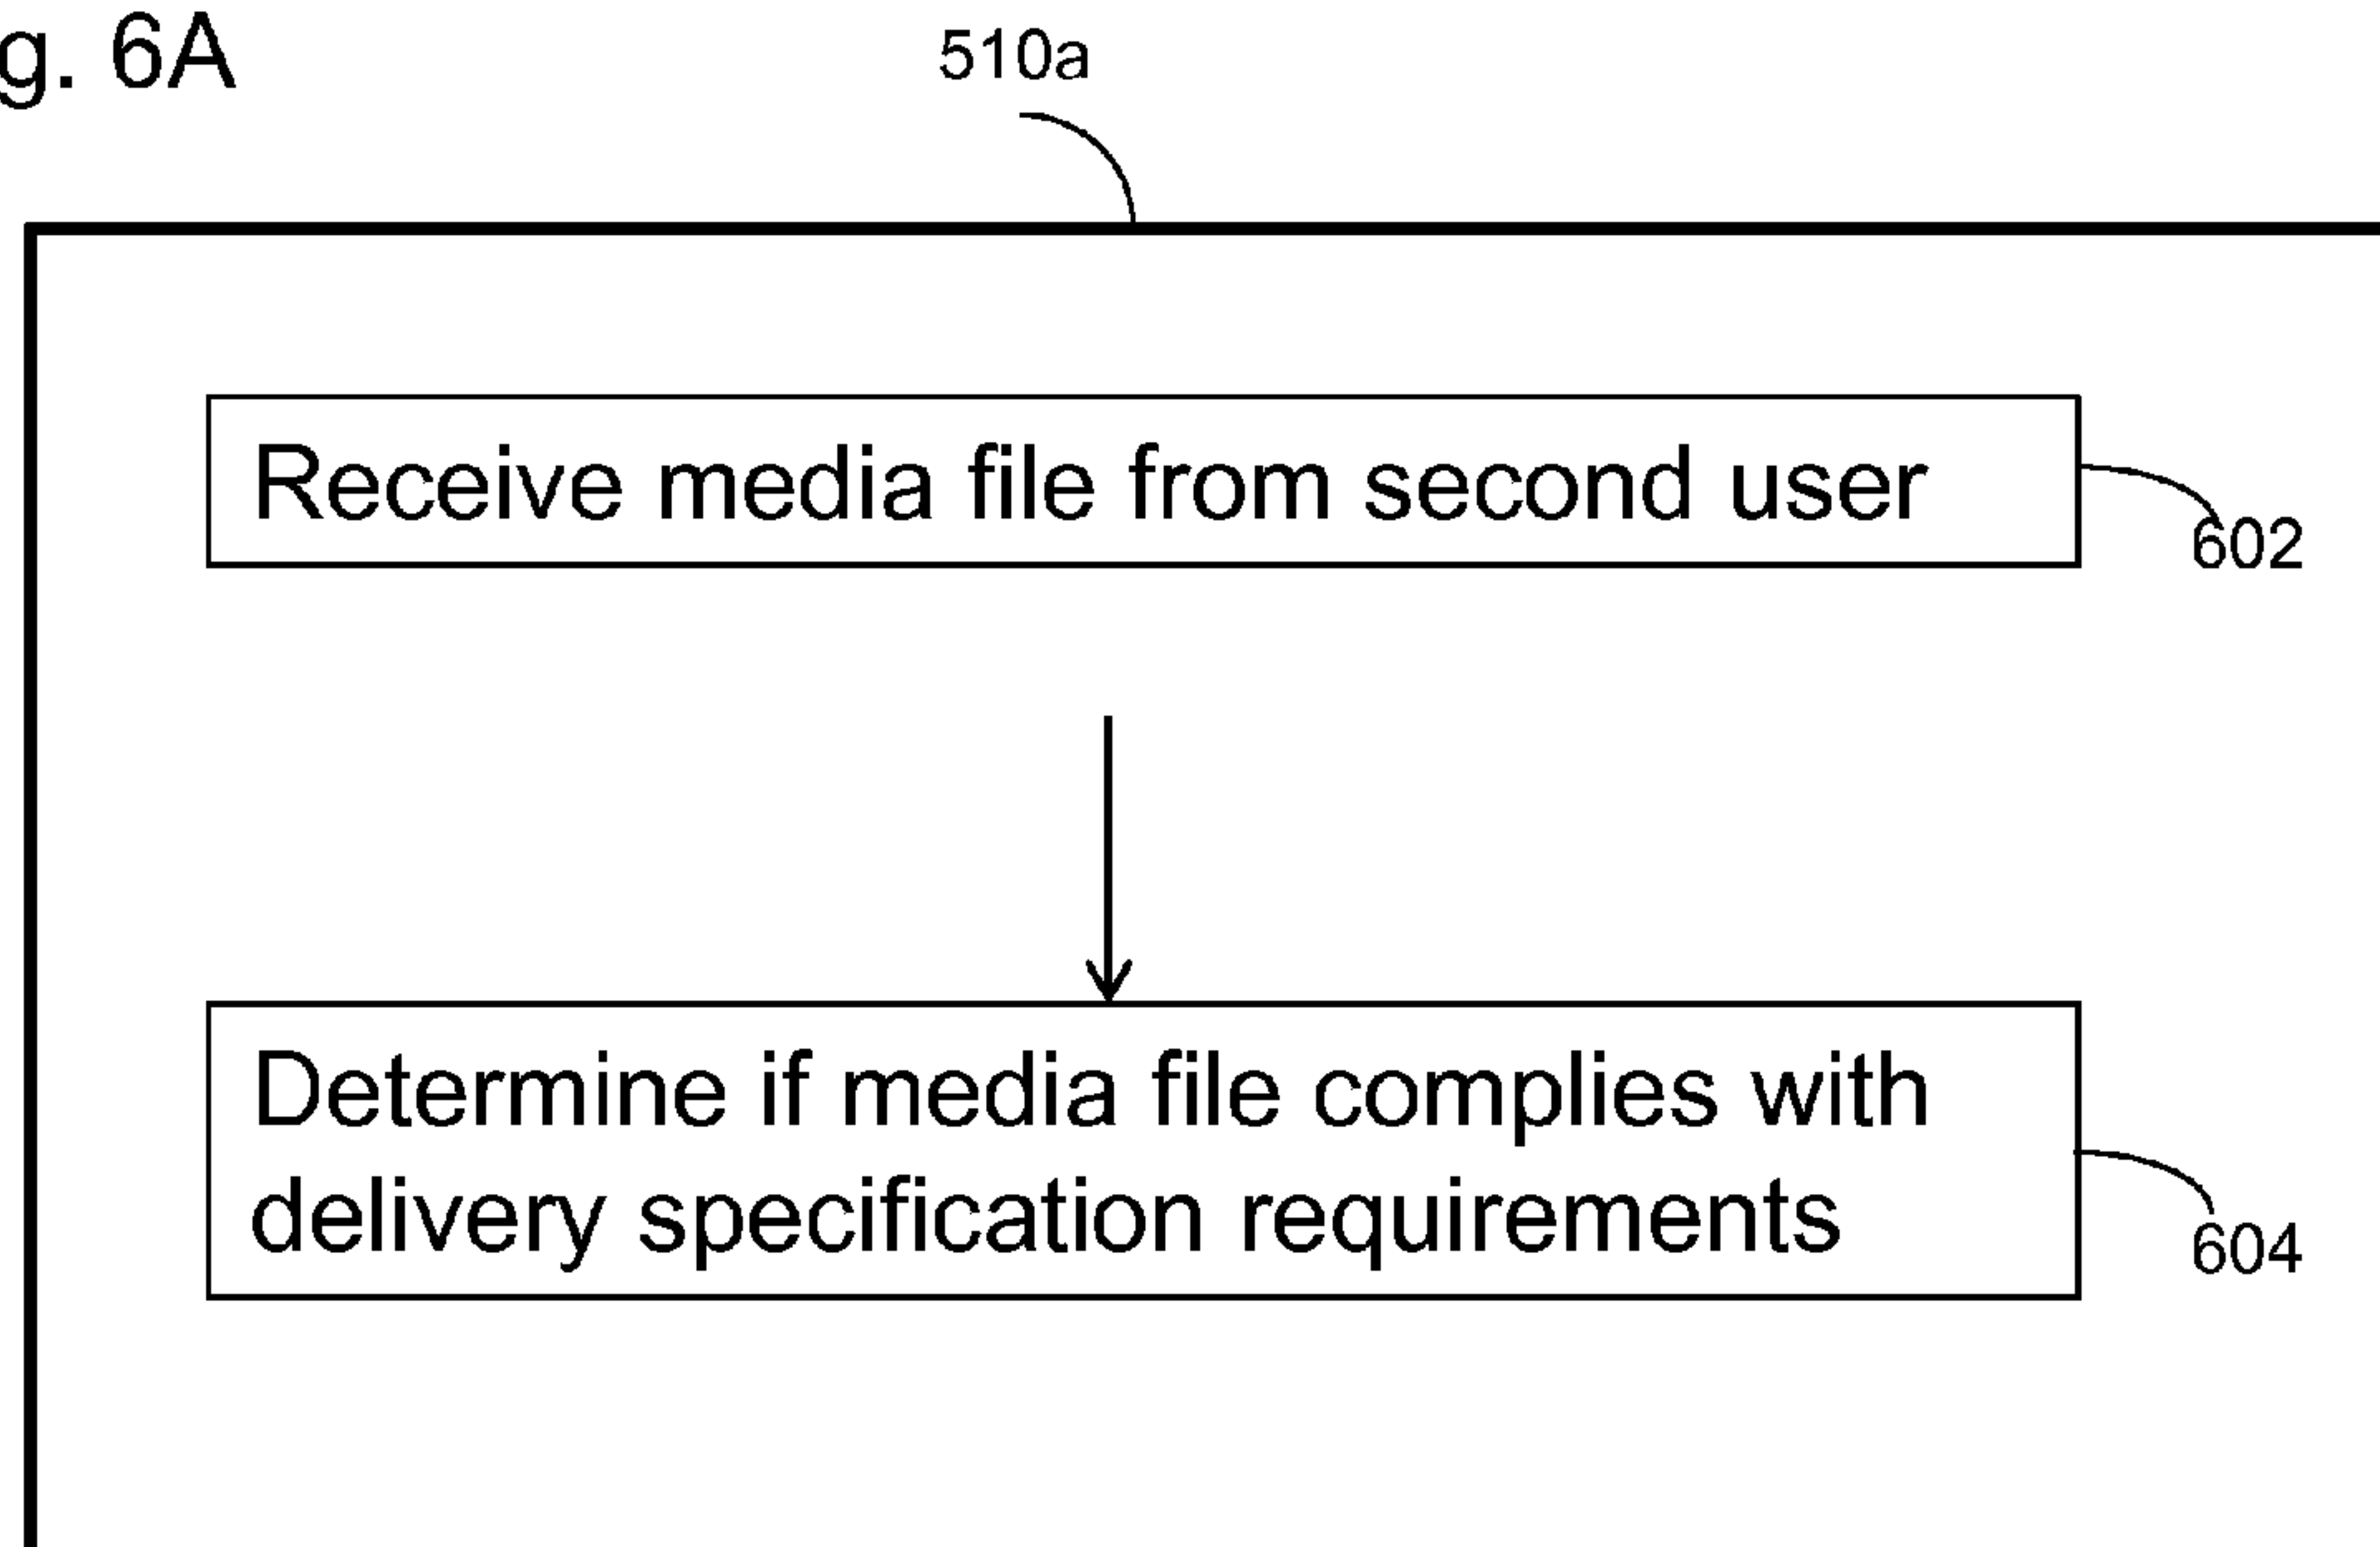 g. 6A
510a
Receive media file from second user
602
Determine if media file complies with
delivery specification requirements
604